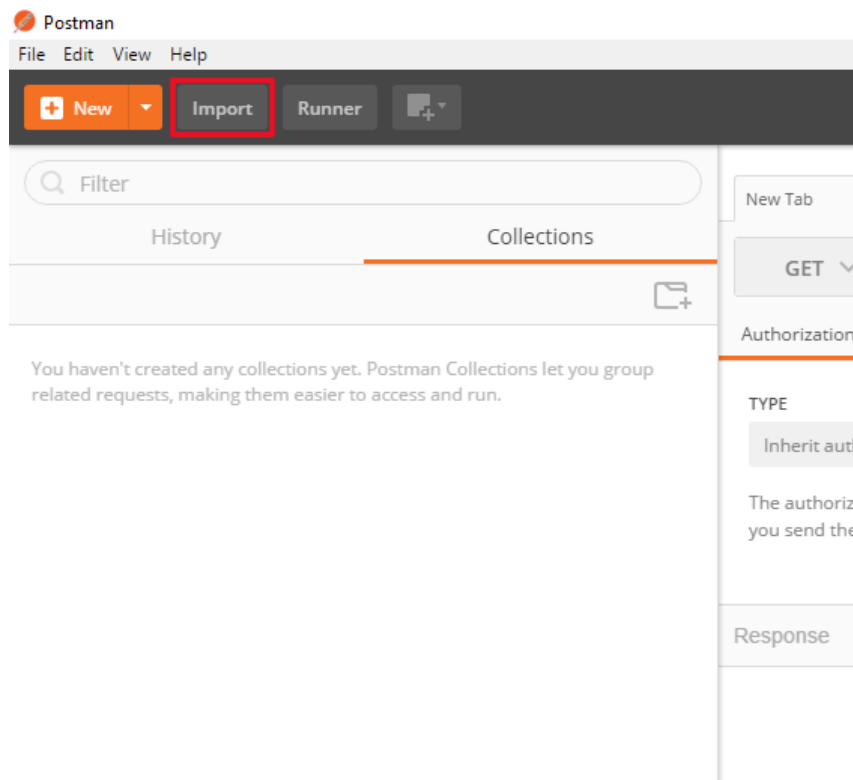 Postman
File Edit View Help
New Import Runner
Filter
History Collections
You haven't created any collections yet. Postman Collections let you group
related requests, making them easier to access and run.
New Tab
GET
Authorization
TYPE
Inherit aut
The authoriz
you send the
Response